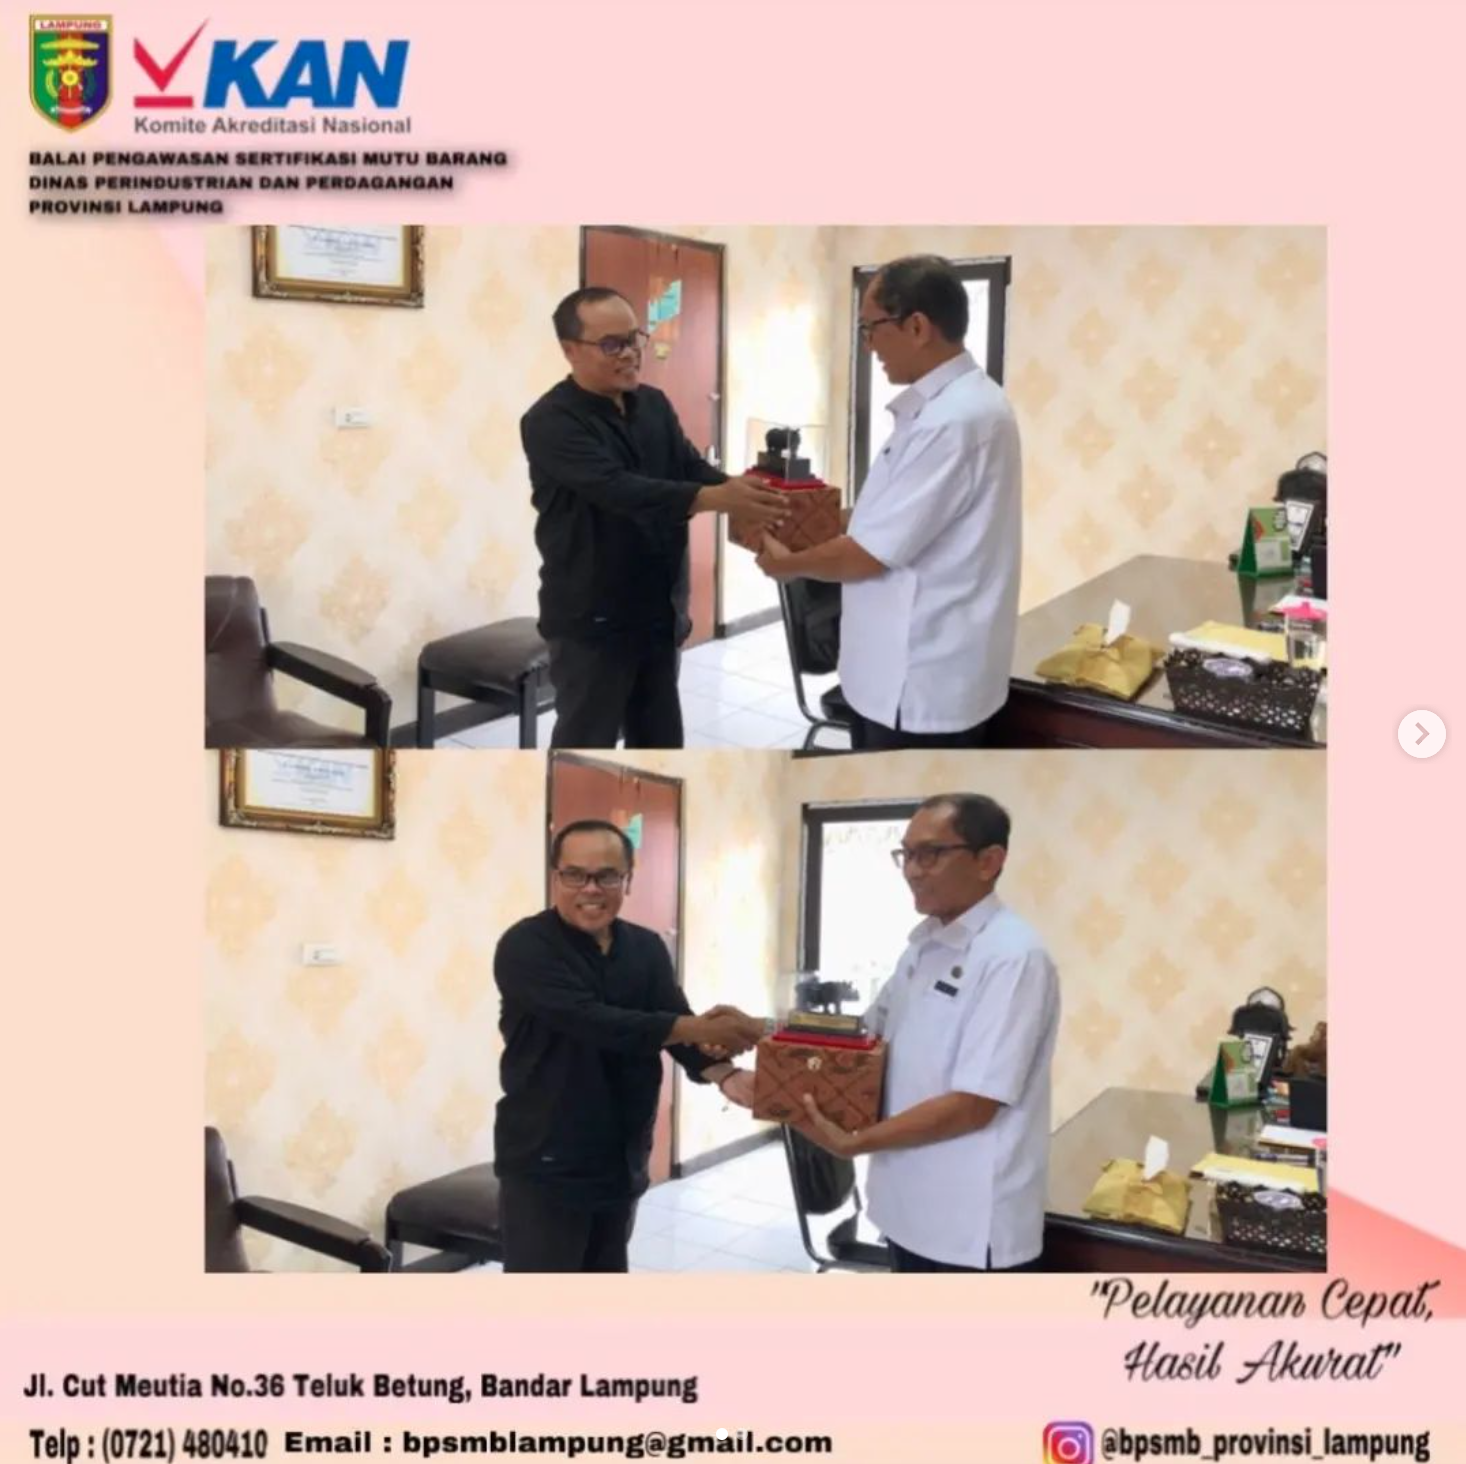 LAMPUNG
KAN
Komite Akreditasi Nasional
BALAI PENGAWASAN SERTIFIKASI MUTU BARANG
DINAS PERINDUSTRIAN DAN PERDAGANGAN
PROVINSI LAMPUNG
"Pelayanan Cepat,
Hasil Akurat"
Jl. Cut Meutia No.36 Teluk Betung, Bandar Lampung
Telp : (0721) 480410 Email : bpsmblampung@gmail.com
@bpsmb_provinsi_lampung